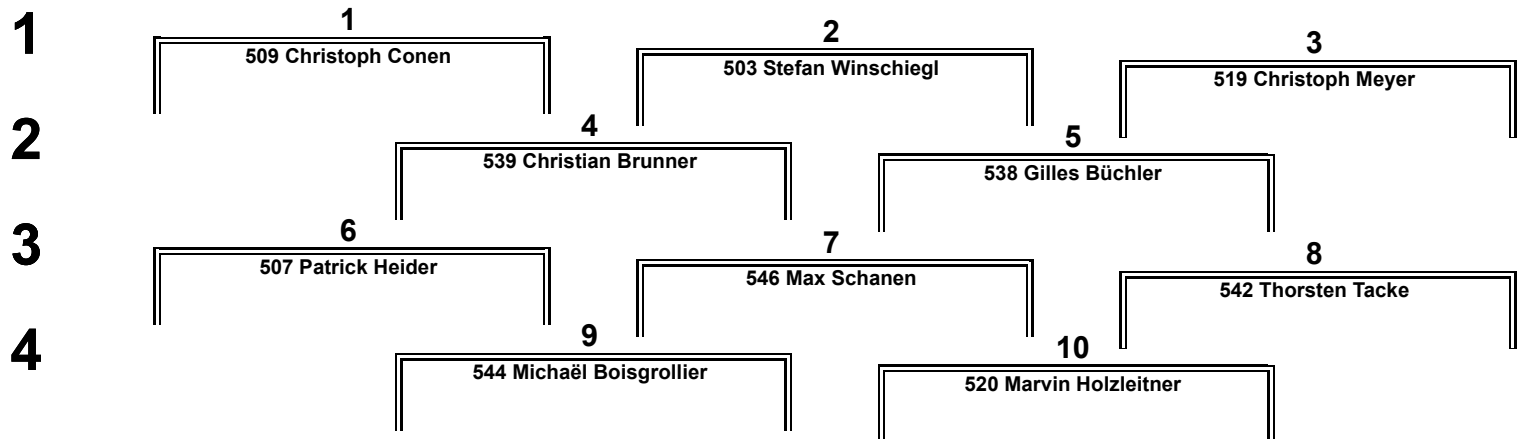 1
1
509 Christoph Conen
2
503 Stefan Winschiegl
3
519 Christoph Meyer
2
4
539 Christian Brunner
5
538 Gilles Büchler
3
6
507 Patrick Heider
7
546 Max Schanen
8
542 Thorsten Tacke
4
9
544 Michaël Boisgrollier
10
520 Marvin Holzleitner